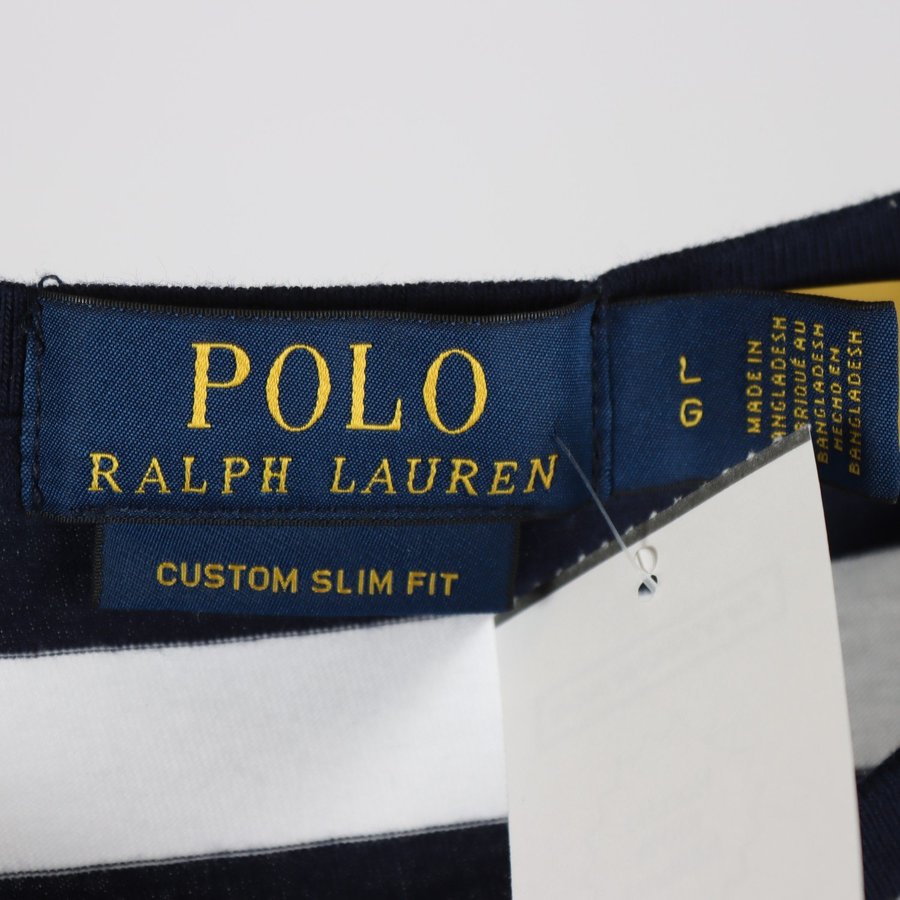 POLO
RALPH LAUREN
CUSTOM SLIM FIT
L
G
MADE IN
BANGLADESH
FABRIQUÉ AU
BANGLADESH
HECHO EN
BANGLADESH